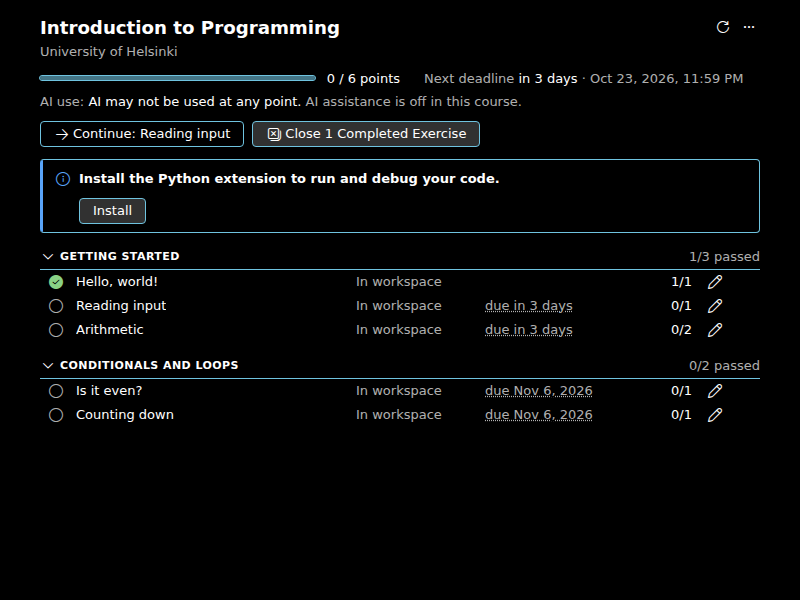 Introduction to Programming
University of Helsinki
0 / 6 points Next deadline in 3 days · Oct 23, 2026, 11:59 PM
AI use: AI may not be used at any point. AI assistance is off in this course.
Continue: Reading input Close 1 Completed Exercise
Install the Python extension to run and debug your code.
Install
GETTING STARTED 1/3 passed
Hello, world! In workspace 1/1
Reading input In workspace due in 3 days 0/1
Arithmetic In workspace due in 3 days 0/2
CONDITIONALS AND LOOPS 0/2 passed
Is it even? In workspace due Nov 6, 2026 0/1
Counting down In workspace due Nov 6, 2026 0/1